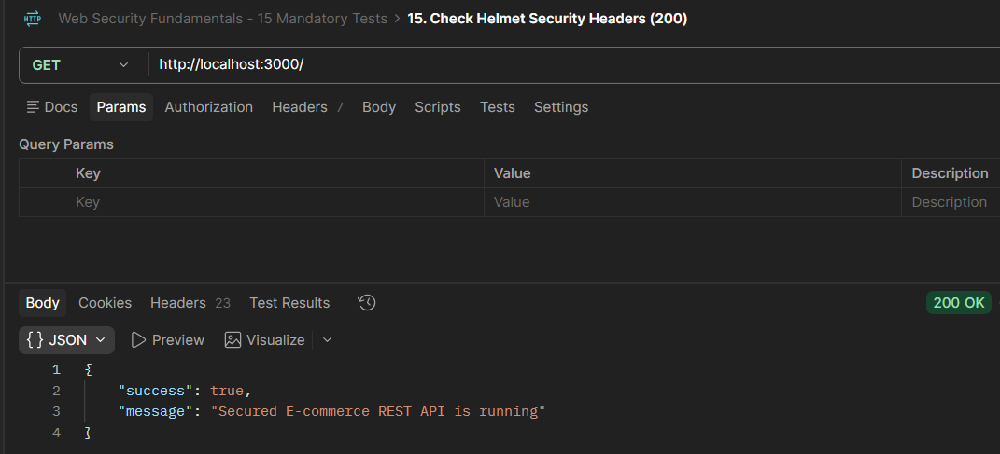 HTTP Web Security Fundamentals - 15 Mandatory Tests > 15. Check Helmet Security Headers (200)
GET http://localhost:3000/
Docs Params Authorization Headers 7 Body Scripts Tests Settings
Query Params
Key Value Description
Key Value Description
Body Cookies Headers 23 Test Results 200 OK
{} JSON Preview Visualize
1 {
2 "success": true,
3 "message": "Secured E-commerce REST API is running"
4 }